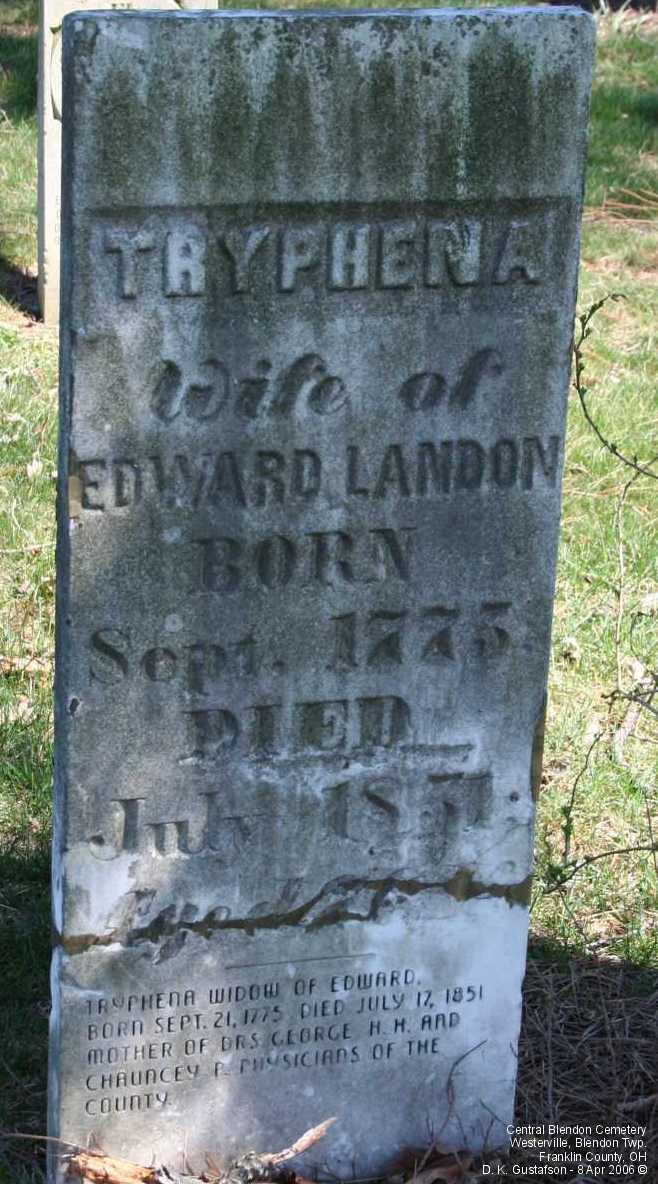 TRYPHENA
Wife of
EDWARD LANDON
BORN
Sept. 1775
DIED
July 1851
Aged
TRYPHENA WIDOW OF EDWARD,
BORN SEPT. 21, 1775 DIED JULY 17, 1851
MOTHER OF DRS GEORGE H. H. AND
CHAUNCEY P. PHYSICIANS OF THE
COUNTY.
Central Blendon Cemetery
Westerville, Blendon Twp.
Franklin County, OH
D. K. Gustafson - 8 Apr 2006 ©